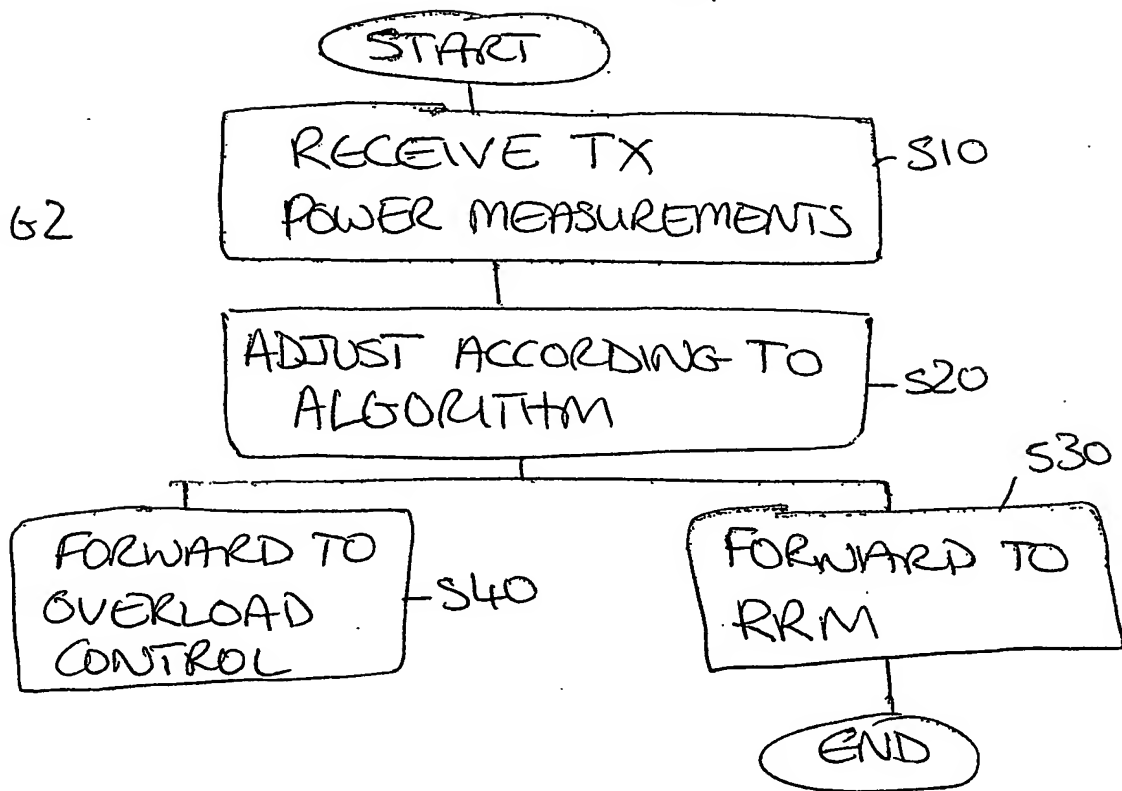 START
RECEIVE TX
POWER MEASUREMENTS
S10
G2
ADJUST ACCORDING TO
ALGORITHM
S20
S30
FORWARD TO
OVERLOAD
CONTROL
S40
FORWARD TO
RRM
END